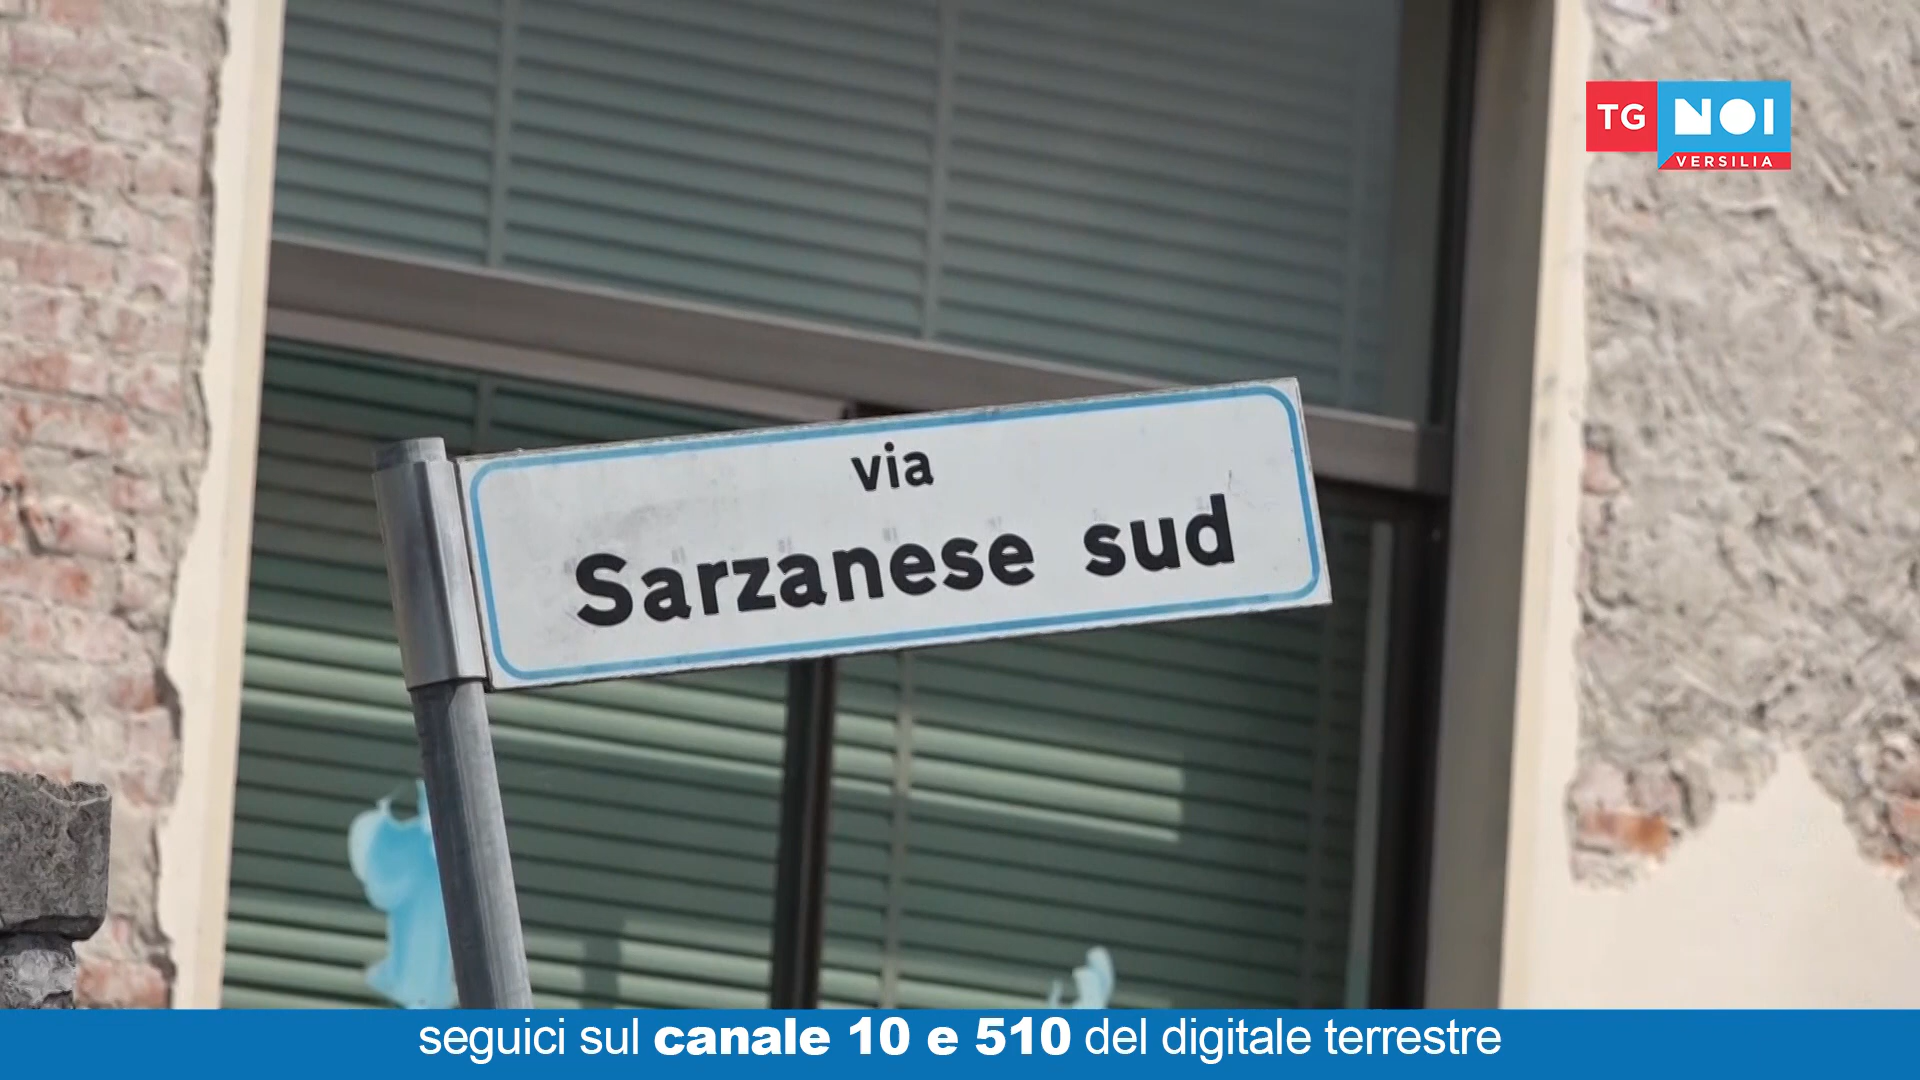 TG NOI
VERSILIA
via
Sarzanese sud
seguici sul canale 10 e 510 del digitale terrestre